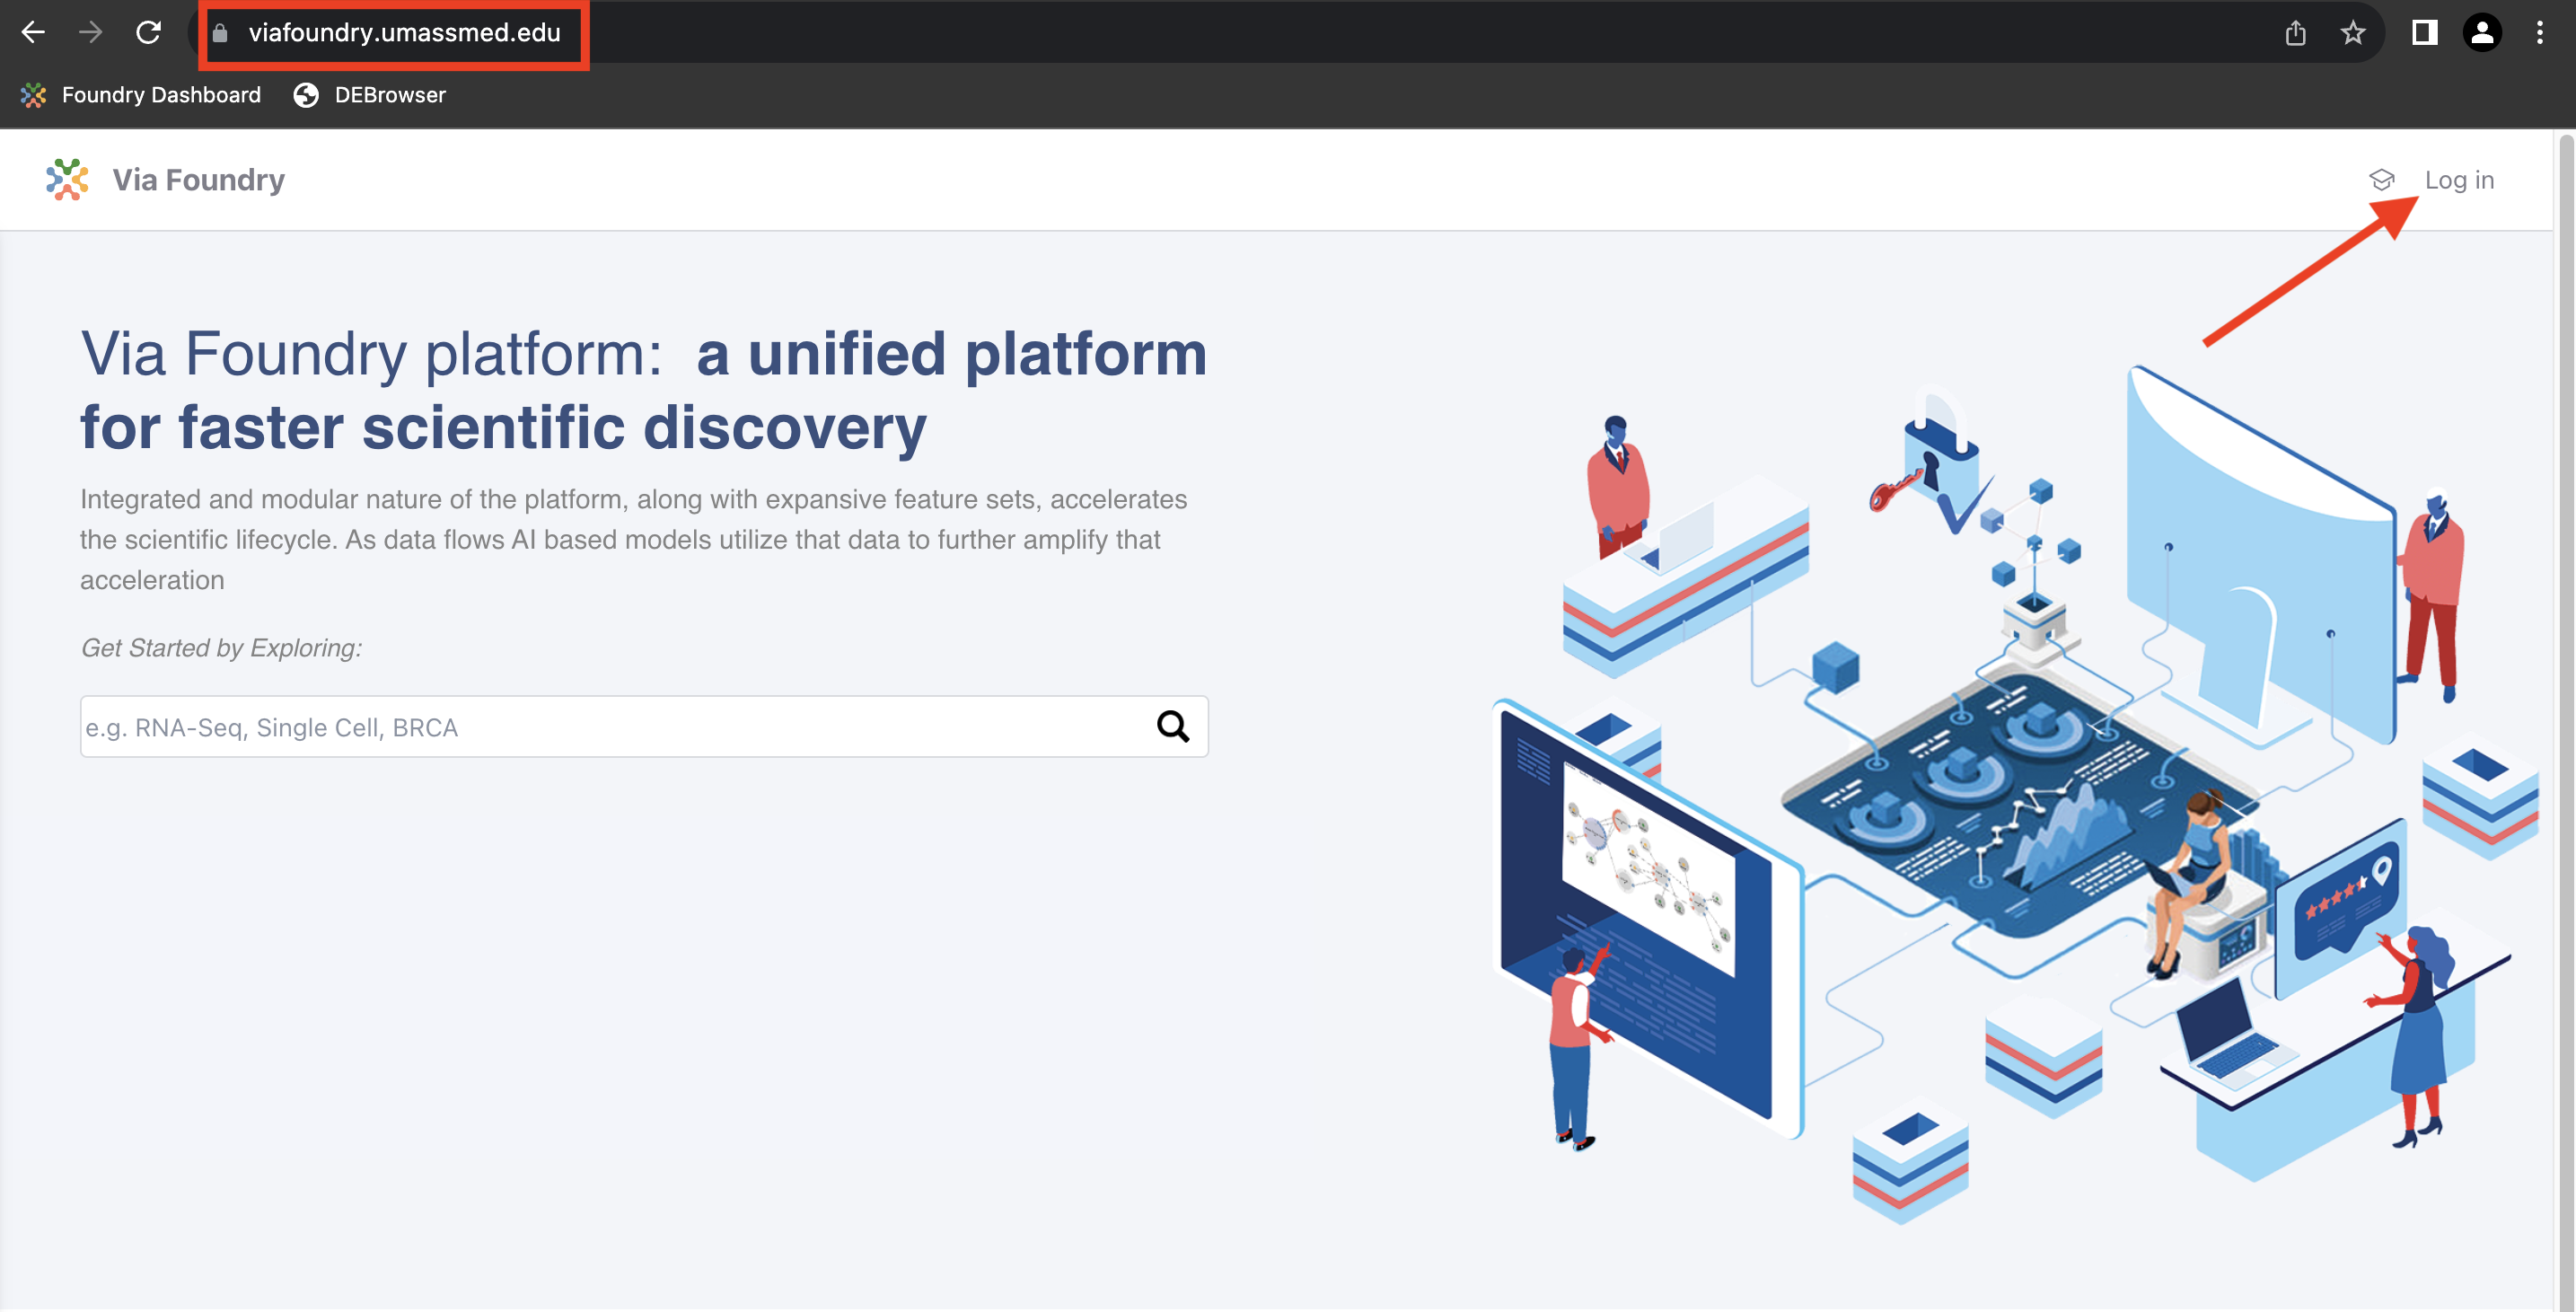 viafoundry.umassmed.edu
Foundry Dashboard DEBrowser
Via Foundry Log in
Via Foundry platform: a unified platform
for faster scientific discovery
Integrated and modular nature of the platform, along with expansive feature sets, accelerates
the scientific lifecycle. As data flows AI based models utilize that data to further amplify that
acceleration
Get Started by Exploring:
e.g. RNA-Seq, Single Cell, BRCA